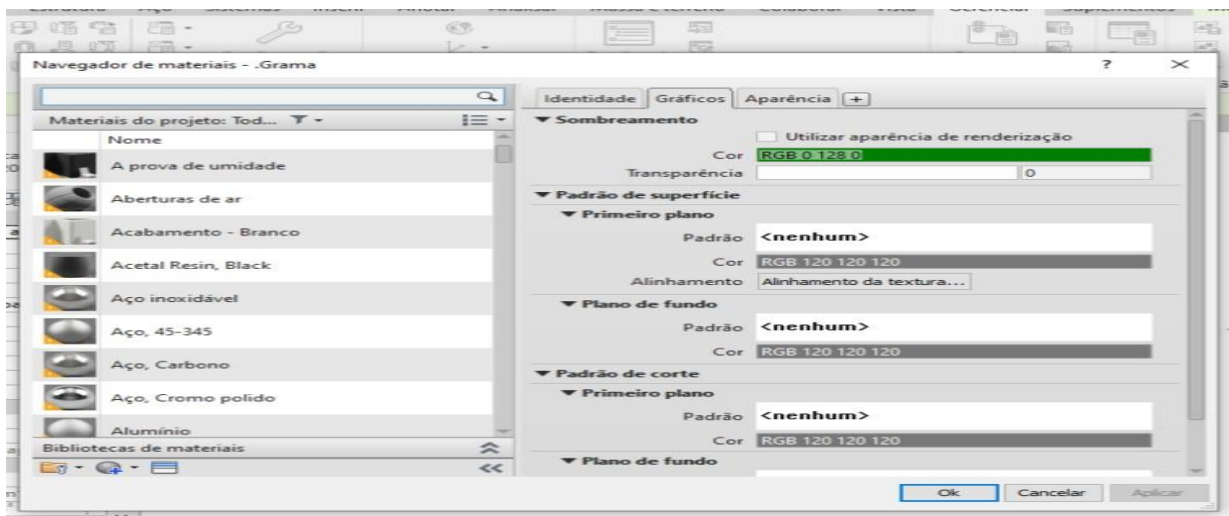 Navegador de materiais - .Grama
?
Materiais do projeto: Tod...
Nome
A prova de umidade
Aberturas de ar
Acabamento - Branco
Acetal Resin, Black
Aço inoxidável
Aço, 45-345
Aço, Carbono
Aço, Cromo polido
Alumínio
Bibliotecas de materiais
Identidade Gráficos Aparência +
Sombreamento
Utilizar aparência de renderização
Cor RGB 0 128 0
Transparência 0
Padrão de superfície
Primeiro plano
Padrão <nenhum>
Cor RGB 120 120 120
Alinhamento Alinhamento da textura...
Plano de fundo
Padrão <nenhum>
Cor RGB 120 120 120
Padrão de corte
Primeiro plano
Padrão <nenhum>
Cor RGB 120 120 120
Plano de fundo
Ok Cancelar Aplicar